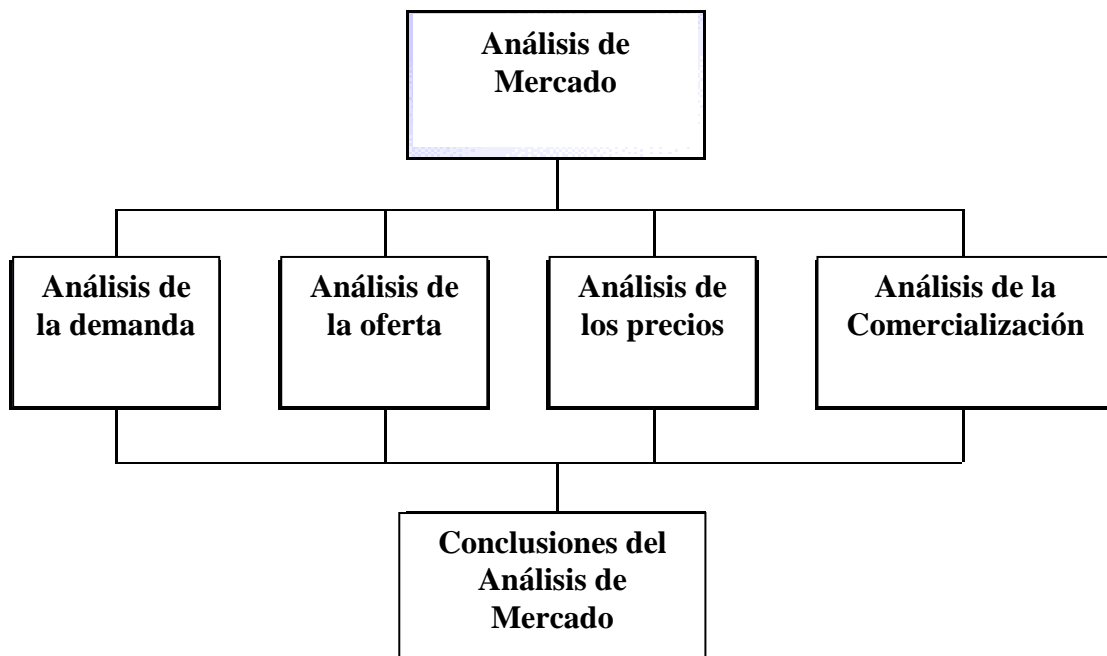 Análisis de
Mercado
Análisis de
la demanda
Análisis de
la oferta
Análisis de
los precios
Análisis de la
Comercialización
Conclusiones del
Análisis de
Mercado